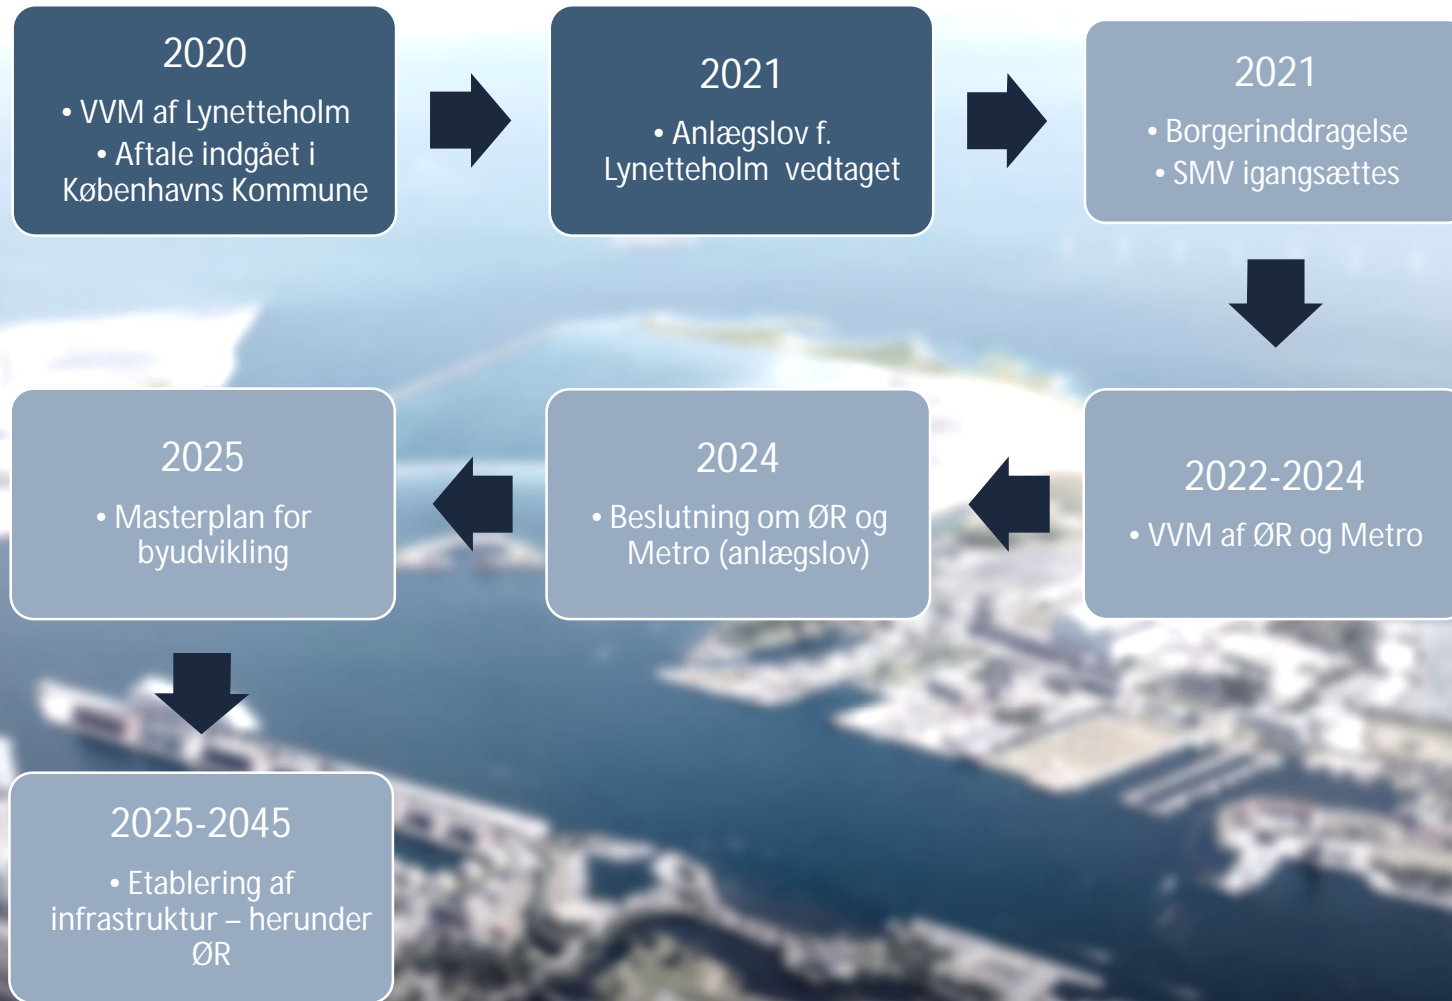 2020
• VVM af Lynetteholm
• Aftale indgået i
Københavns Kommune
2021
• Anlægslov f.
Lynetteholm vedtaget
2021
• Borgerinddragelse
• SMV igangsættes
2022-2024
• VVM af ØR og Metro
2024
• Beslutning om ØR og
Metro (anlægslov)
2025
• Masterplan for
byudvikling
2025-2045
• Etablering af
infrastruktur – herunder
ØR